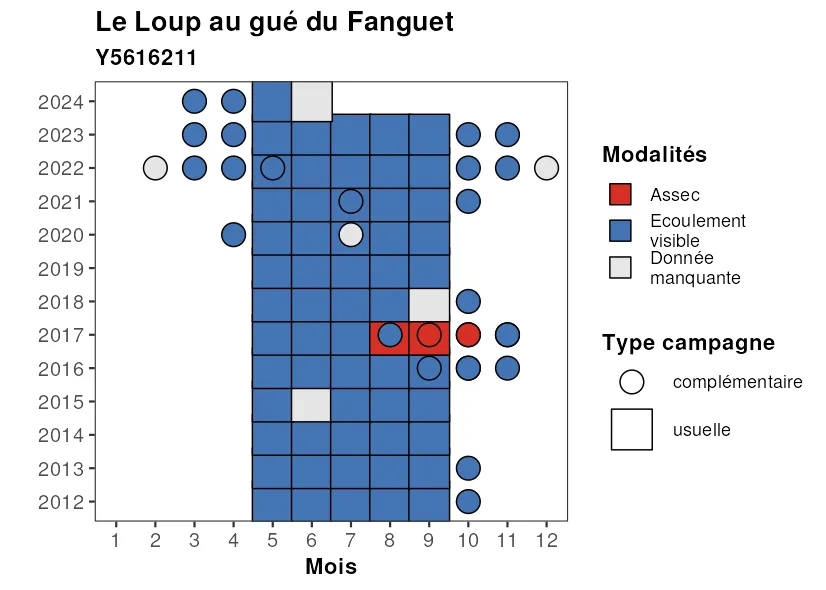 Le Loup au gué du Fanguet
Y5616211
2024
2023
2022
2021
2020
2019
2018
2017
2016
2015
2014
2013
2012
1 2 3 4 5 6 7 8 9 10 11 12
Mois
Modalités
Assec
Ecoulement
visible
Donnée
manquante
Type campagne
complémentaire
usuelle